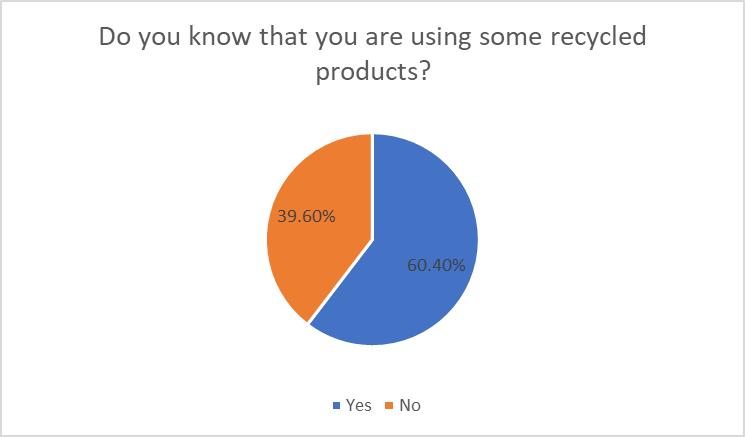 Do you know that you are using some recycled
products?
39.60%
60.40%
Yes No